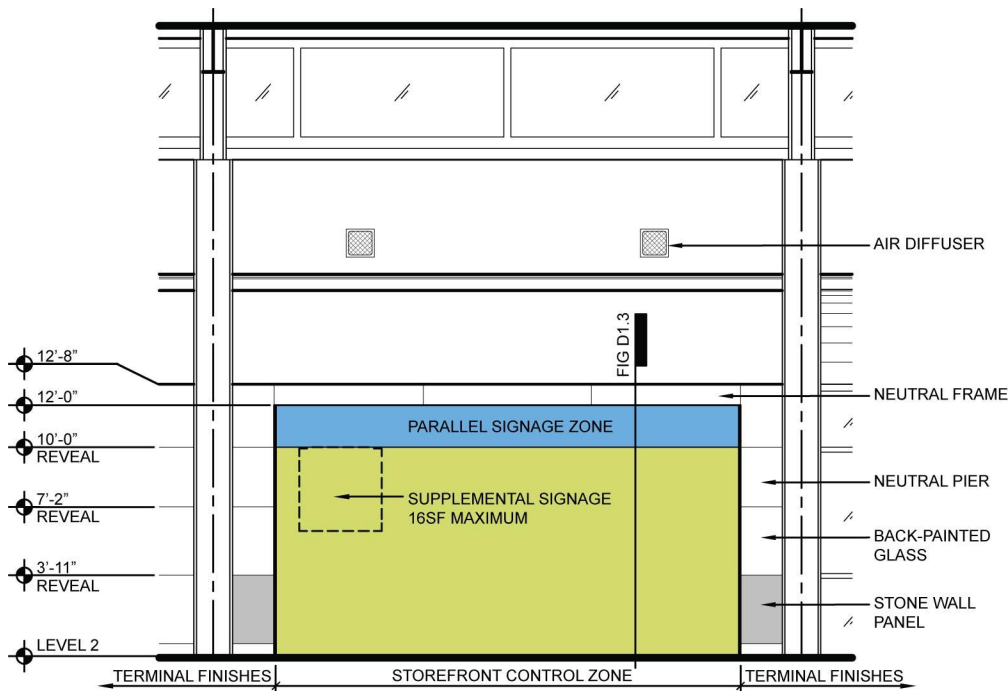 AIR DIFFUSER
FIG D1.3
12'-8"
12'-0"
NEUTRAL FRAME
PARALLEL SIGNAGE ZONE
10'-0"
REVEAL
NEUTRAL PIER
SUPPLEMENTAL SIGNAGE
16SF MAXIMUM
7'-2"
REVEAL
BACK-PAINTED
GLASS
3'-11"
REVEAL
STONE WALL
PANEL
LEVEL 2
TERMINAL FINISHES
STOREFRONT CONTROL ZONE
TERMINAL FINISHES